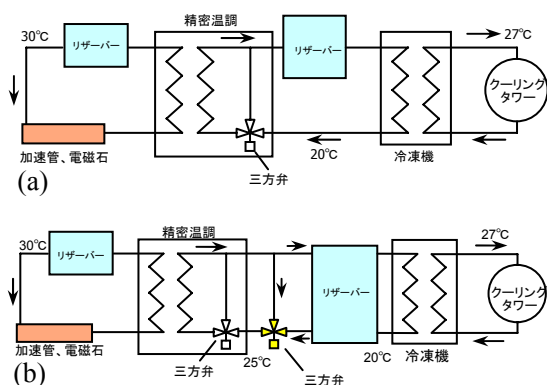 精密温調
30℃
リザーバー
リザーバー
27℃
クーリング
タワー
加速管、電磁石
20℃
冷凍機
三方弁
(a)
精密温調
30℃
リザーバー
リザーバー
27℃
クーリング
タワー
加速管、電磁石
25℃
20℃
冷凍機
三方弁
三方弁
(b)